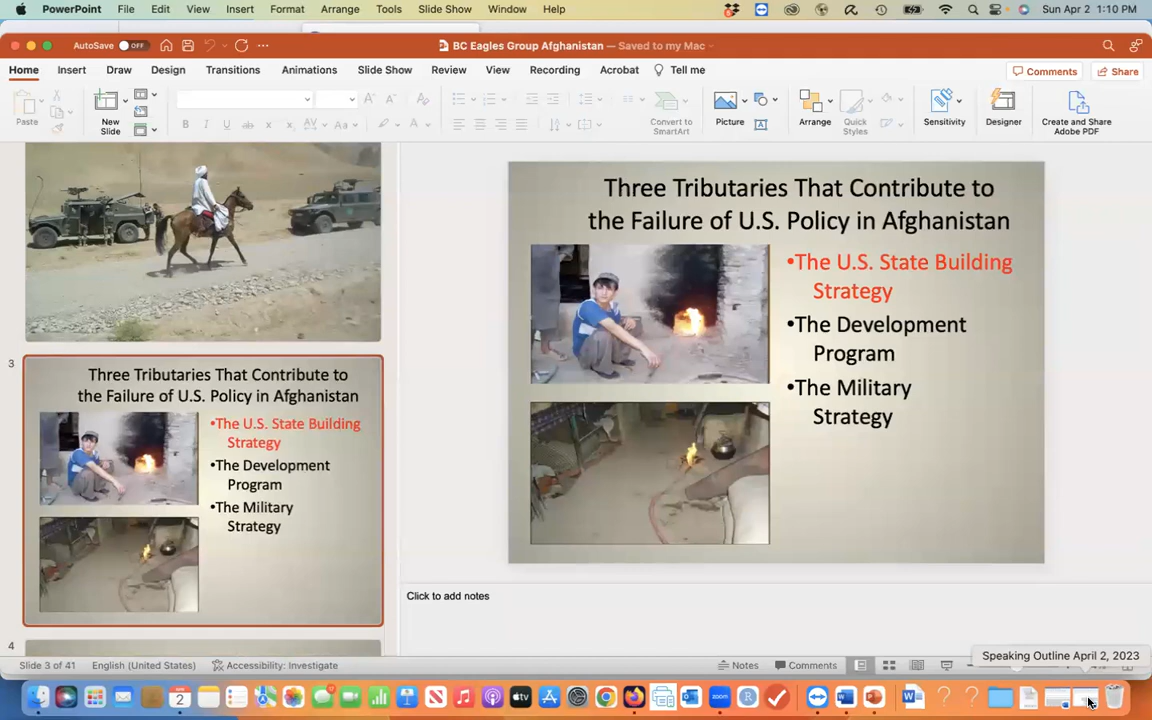 PowerPoint File Edit View Insert Format Arrange Tools Slide Show Window Help Sun Apr 2 1:10 PM
AutoSave OFF BC Eagles Group Afghanistan — Saved to my Mac
Home Insert Draw Design Transitions Animations Slide Show Review View Recording Acrobat Tell me Comments Share
Paste
New
Slide
Convert to
SmartArt
Picture
Arrange
Quick
Styles
Sensitivity
Designer
Create and Share
Adobe PDF
3
Three Tributaries That Contribute to
the Failure of U.S. Policy in Afghanistan
•The U.S. State Building
Strategy
•The Development
Program
•The Military
Strategy
4
Three Tributaries That Contribute to
the Failure of U.S. Policy in Afghanistan
•The U.S. State Building
Strategy
•The Development
Program
•The Military
Strategy
Click to add notes
Speaking Outline April 2, 2023
Slide 3 of 41 English (United States) Accessibility: Investigate Notes Comments